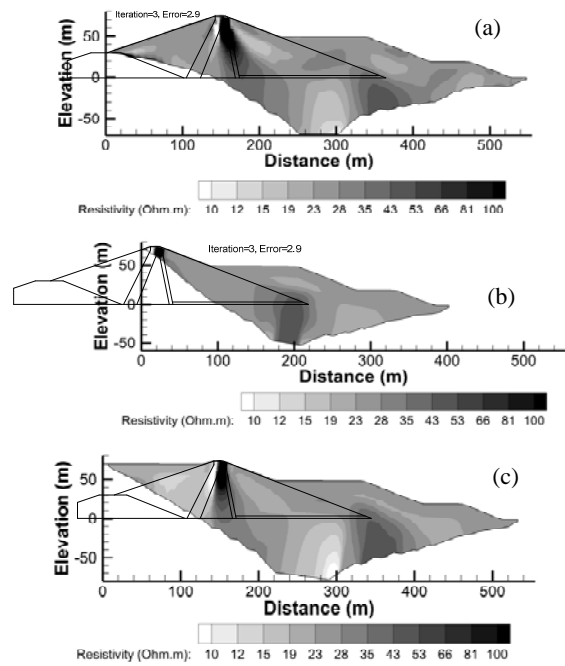 Iteration=3, Error=2.9
(a)
Elevation (m)
50
0
-50
0 100 200 300 400 500
Distance (m)
Resistivity (Ohm.m): 10 12 15 19 23 28 35 43 53 66 81 100
Iteration=3, Error=2.9
(b)
Elevation (m)
50
0
-50
0 100 200 300 400 500
Distance (m)
Resistivity (Ohm.m): 10 12 15 19 23 28 35 43 53 66 81 100
(c)
Elevation (m)
50
0
-50
0 100 200 300 400 500
Distance (m)
Resistivity (Ohm.m): 10 12 15 19 23 28 35 43 53 66 81 100